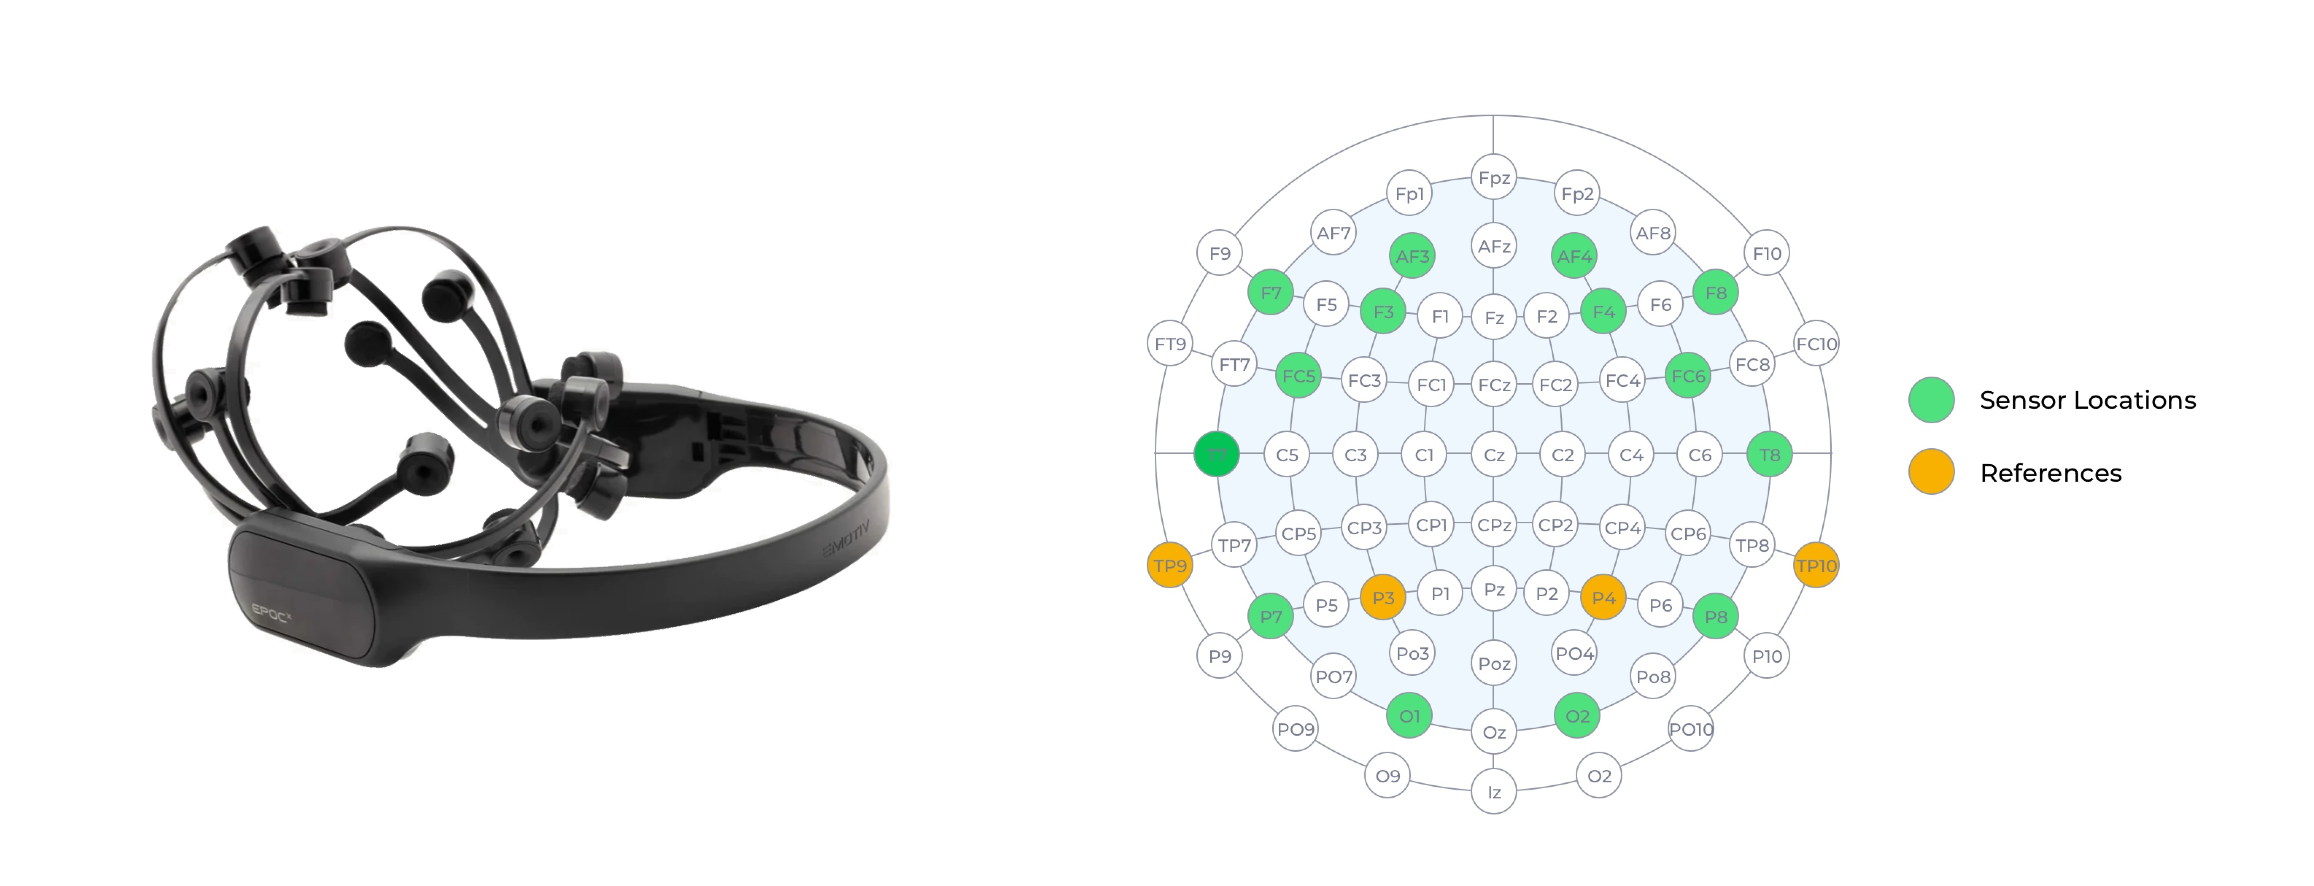 EPOC X
EMOTIV
Fpz
Fp1
Fp2
AF7
AF8
AFz
F9
AF3
AF4
F10
F7
F5
F3
F1
Fz
F2
F4
F6
F8
FT9
FT7
FC5
FC3
FC1
FCz
FC2
FC4
FC6
FC8
FC10
T7
C5
C3
C1
Cz
C2
C4
C6
T8
TP9
TP7
CP5
CP3
CP1
CPz
CP2
CP4
CP6
TP8
TP10
P7
P5
P3
P1
Pz
P2
P4
P6
P8
P9
Po3
Poz
PO4
P10
PO7
Po8
PO9
O1
Oz
O2
PO10
O9
Iz
O2
Sensor Locations
References